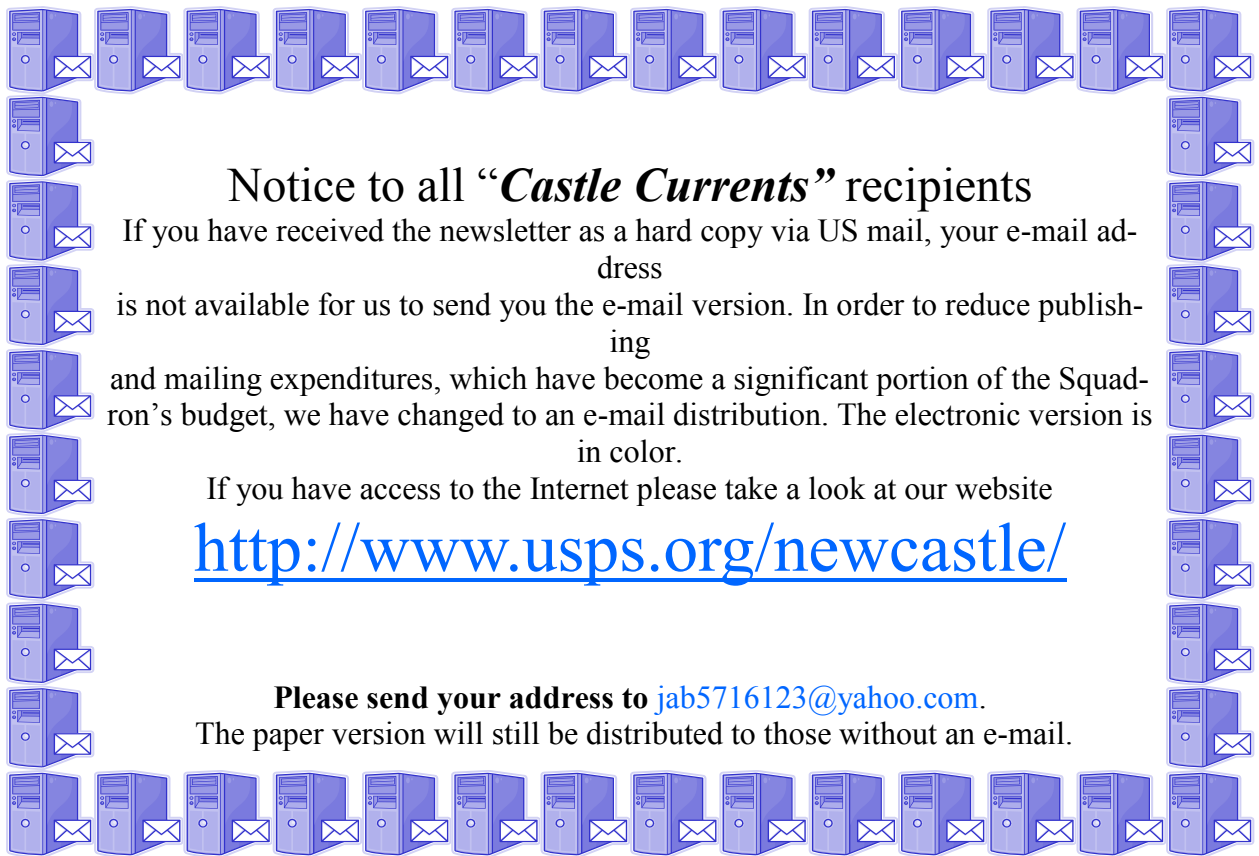 Notice to all “Castle Currents” recipients
If you have received the newsletter as a hard copy via US mail, your e-mail ad-
dress
is not available for us to send you the e-mail version. In order to reduce publish-
ing
and mailing expenditures, which have become a significant portion of the Squad-
ron’s budget, we have changed to an e-mail distribution. The electronic version is
in color.
If you have access to the Internet please take a look at our website
http://www.usps.org/newcastle/
Please send your address to jab5716123@yahoo.com.
The paper version will still be distributed to those without an e-mail.